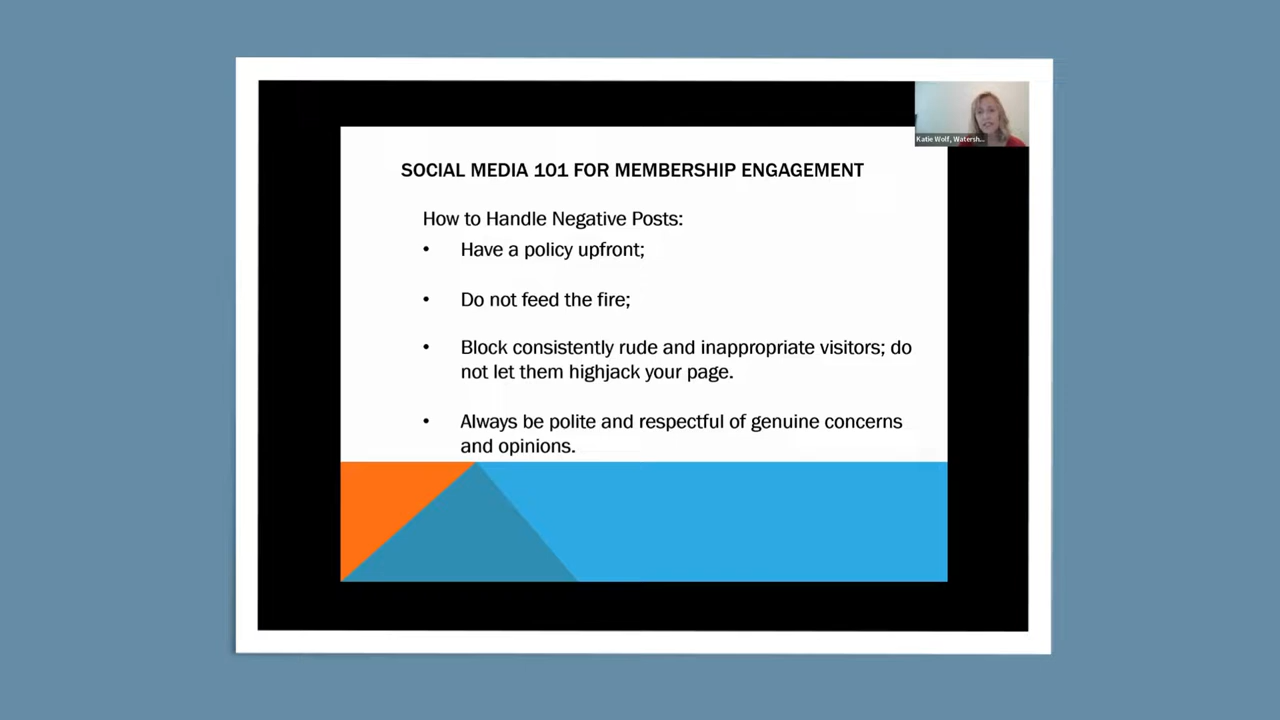 Katie Wolf, Watersh...
SOCIAL MEDIA 101 FOR MEMBERSHIP ENGAGEMENT
How to Handle Negative Posts:
• Have a policy upfront;
• Do not feed the fire;
• Block consistently rude and inappropriate visitors; do
not let them highjack your page.
• Always be polite and respectful of genuine concerns
and opinions.